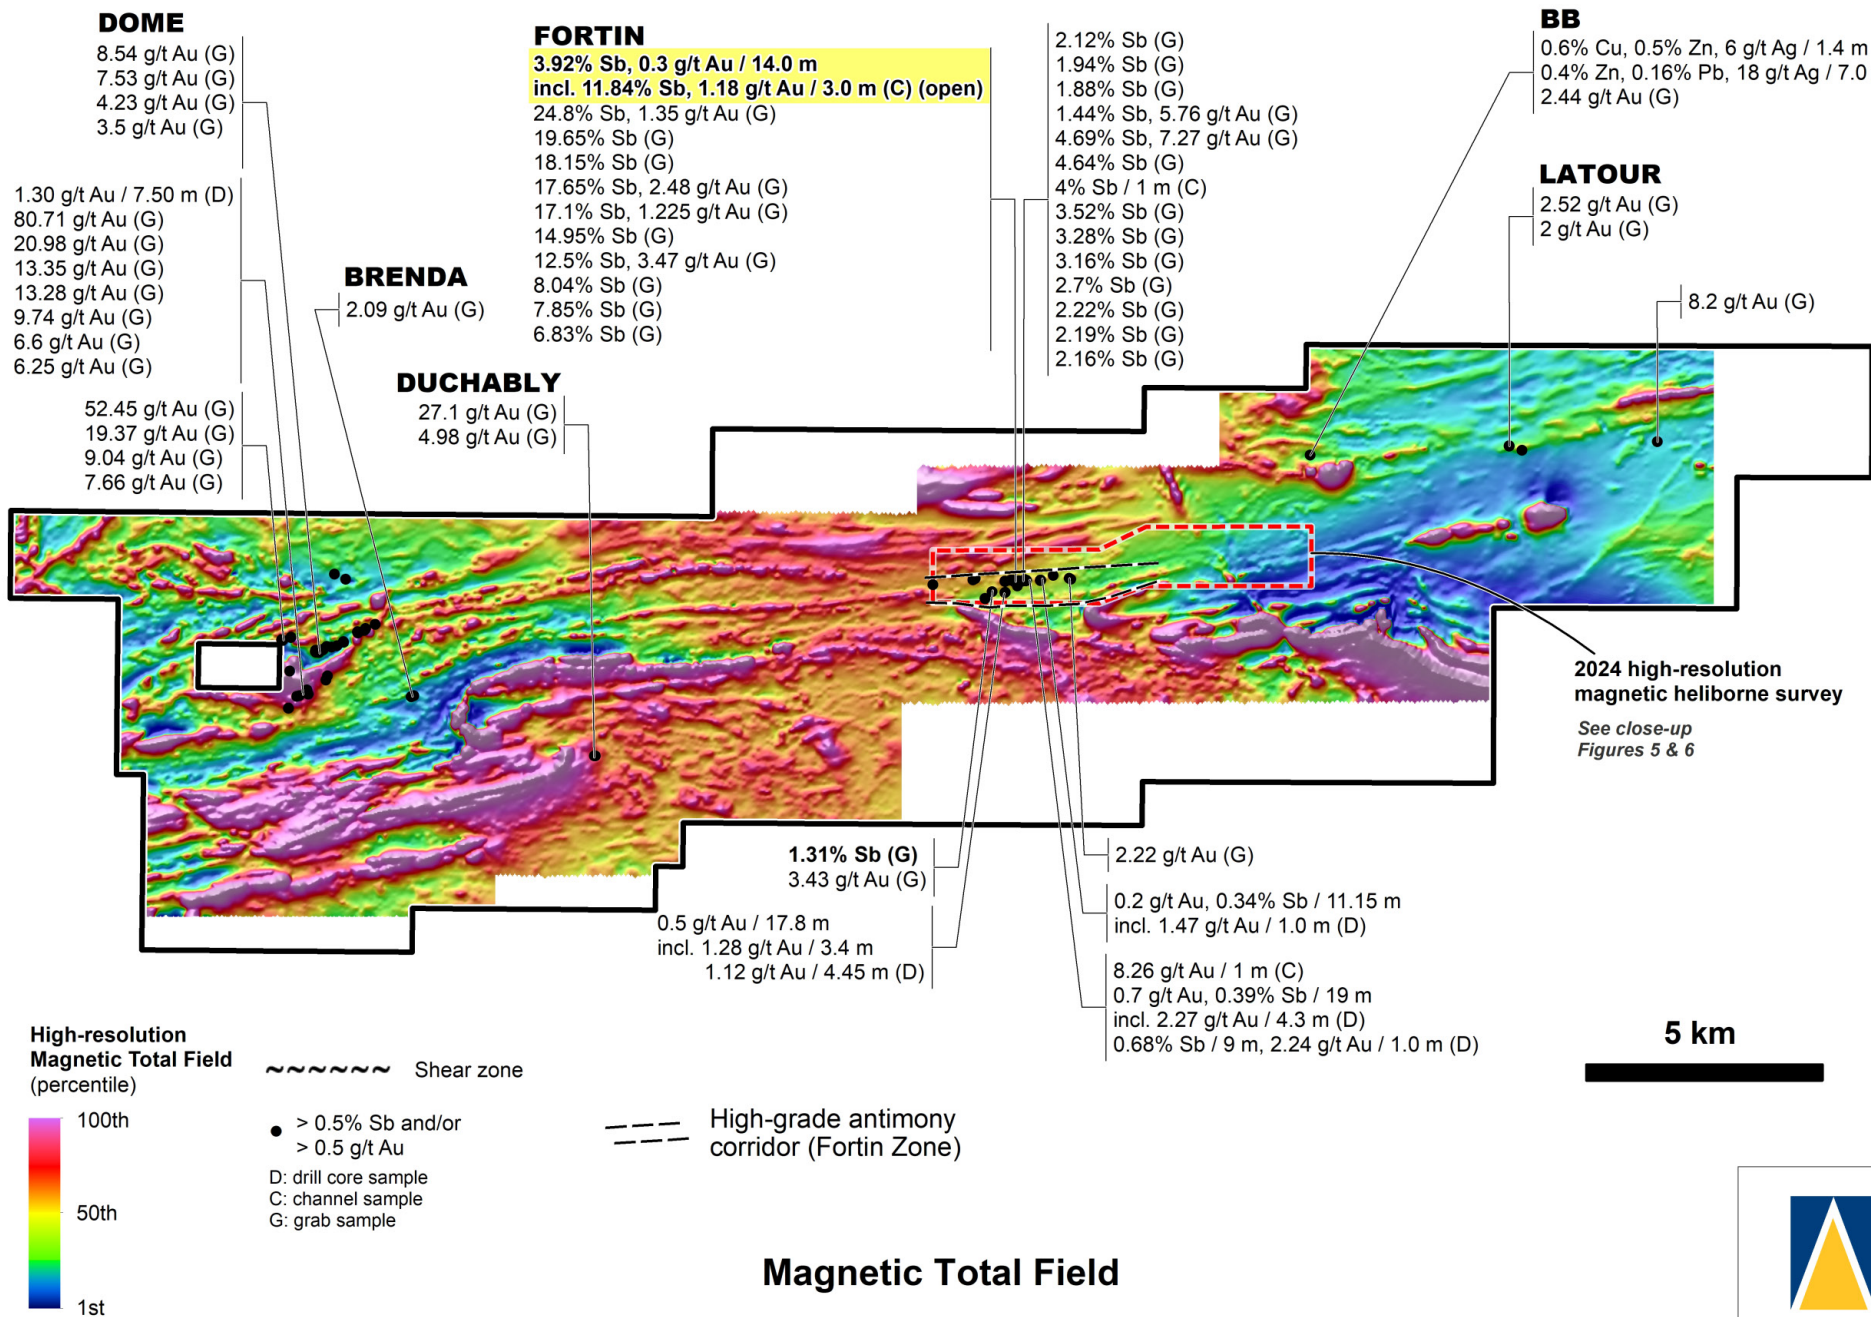 DOME
8.54 g/t Au (G)
7.53 g/t Au (G)
4.23 g/t Au (G)
3.5 g/t Au (G)
1.30 g/t Au / 7.50 m (D)
80.71 g/t Au (G)
20.98 g/t Au (G)
13.35 g/t Au (G)
13.28 g/t Au (G)
9.74 g/t Au (G)
6.6 g/t Au (G)
6.25 g/t Au (G)
52.45 g/t Au (G)
19.37 g/t Au (G)
9.04 g/t Au (G)
7.66 g/t Au (G)
BRENDA
2.09 g/t Au (G)
DUCHABLY
27.1 g/t Au (G)
4.98 g/t Au (G)
FORTIN
3.92% Sb, 0.3 g/t Au / 14.0 m
incl. 11.84% Sb, 1.18 g/t Au / 3.0 m (C) (open)
24.8% Sb, 1.35 g/t Au (G)
19.65% Sb (G)
18.15% Sb (G)
17.65% Sb, 2.48 g/t Au (G)
17.1% Sb, 1.225 g/t Au (G)
14.95% Sb (G)
12.5% Sb, 3.47 g/t Au (G)
8.04% Sb (G)
7.85% Sb (G)
6.83% Sb (G)
2.12% Sb (G)
1.94% Sb (G)
1.88% Sb (G)
1.44% Sb, 5.76 g/t Au (G)
4.69% Sb, 7.27 g/t Au (G)
4.64% Sb (G)
4% Sb / 1 m (C)
3.52% Sb (G)
3.28% Sb (G)
3.16% Sb (G)
2.7% Sb (G)
2.22% Sb (G)
2.19% Sb (G)
2.16% Sb (G)
BB
0.6% Cu, 0.5% Zn, 6 g/t Ag / 1.4 m
0.4% Zn, 0.16% Pb, 18 g/t Ag / 7.0
2.44 g/t Au (G)
LATOUR
2.52 g/t Au (G)
2 g/t Au (G)
8.2 g/t Au (G)
2024 high-resolution
magnetic heliborne survey
See close-up
Figures 5 & 6
1.31% Sb (G)
3.43 g/t Au (G)
0.5 g/t Au / 17.8 m
incl. 1.28 g/t Au / 3.4 m
1.12 g/t Au / 4.45 m (D)
2.22 g/t Au (G)
0.2 g/t Au, 0.34% Sb / 11.15 m
incl. 1.47 g/t Au / 1.0 m (D)
8.26 g/t Au / 1 m (C)
0.7 g/t Au, 0.39% Sb / 19 m
incl. 2.27 g/t Au / 4.3 m (D)
0.68% Sb / 9 m, 2.24 g/t Au / 1.0 m (D)
5 km
High-resolution
Magnetic Total Field
(percentile)
100th
50th
1st
Shear zone
> 0.5% Sb and/or
> 0.5 g/t Au
D: drill core sample
C: channel sample
G: grab sample
High-grade antimony
corridor (Fortin Zone)
Magnetic Total Field